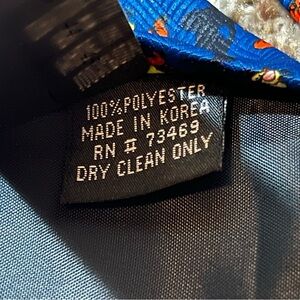 100%POLYESTER
MADE IN KOREA
RN # 73469
DRY CLEAN ONLY